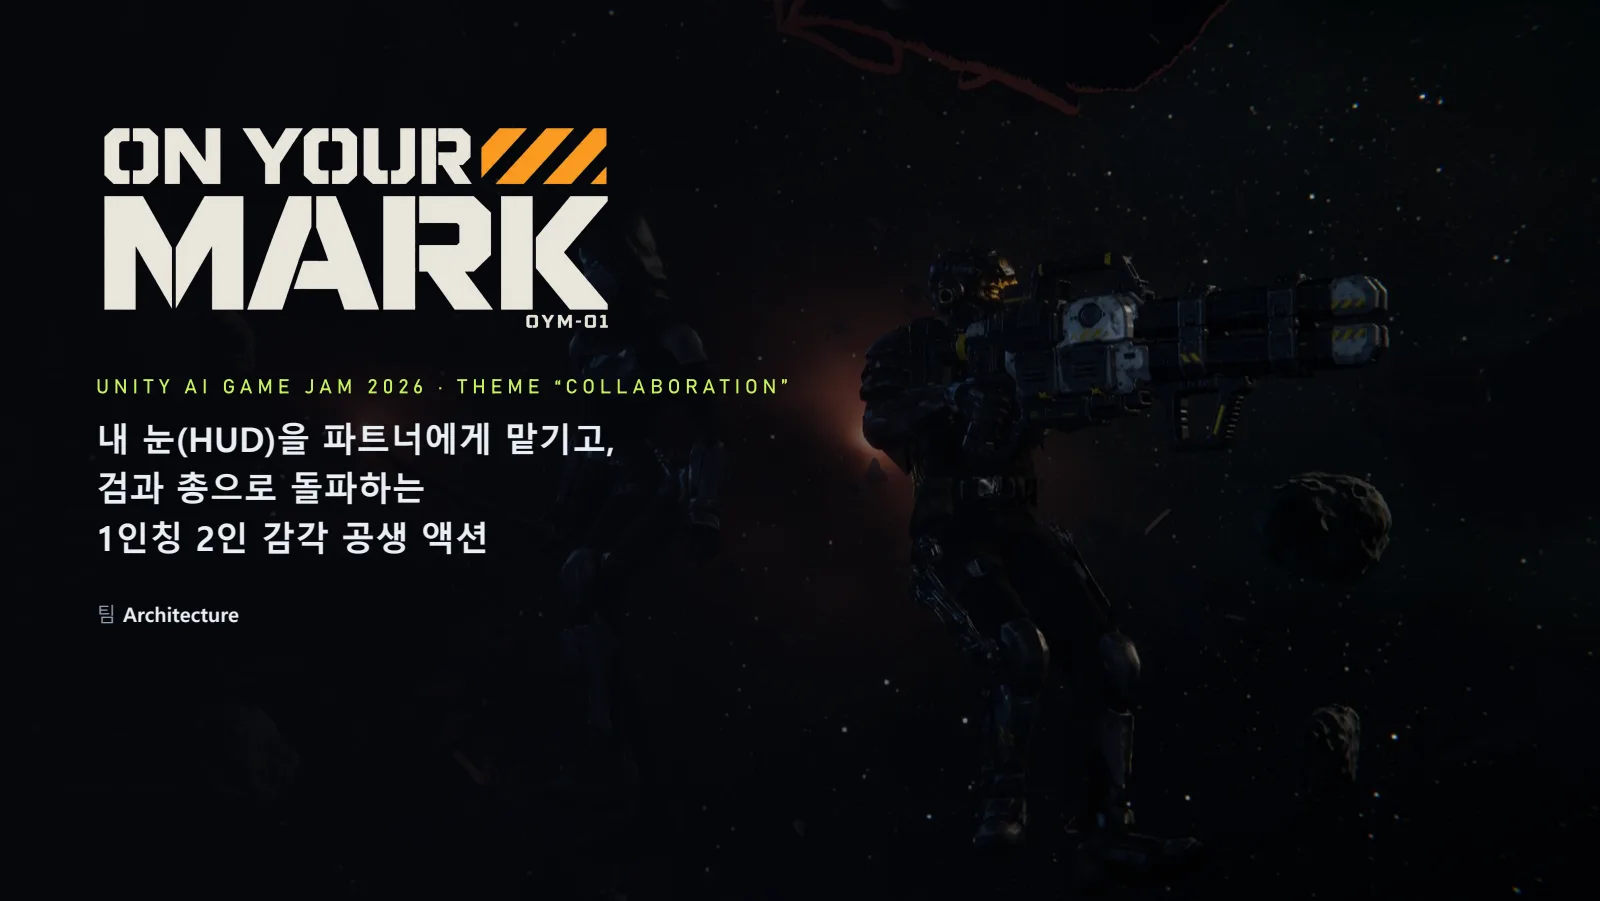 ON YOUR
MARK
OYM-01
UNITY AI GAME JAM 2026 · THEME “COLLABORATION”
내 눈(HUD)을 파트너에게 맡기고,
검과 총으로 돌파하는
1인칭 2인 감각 공생 액션
팀 Architecture